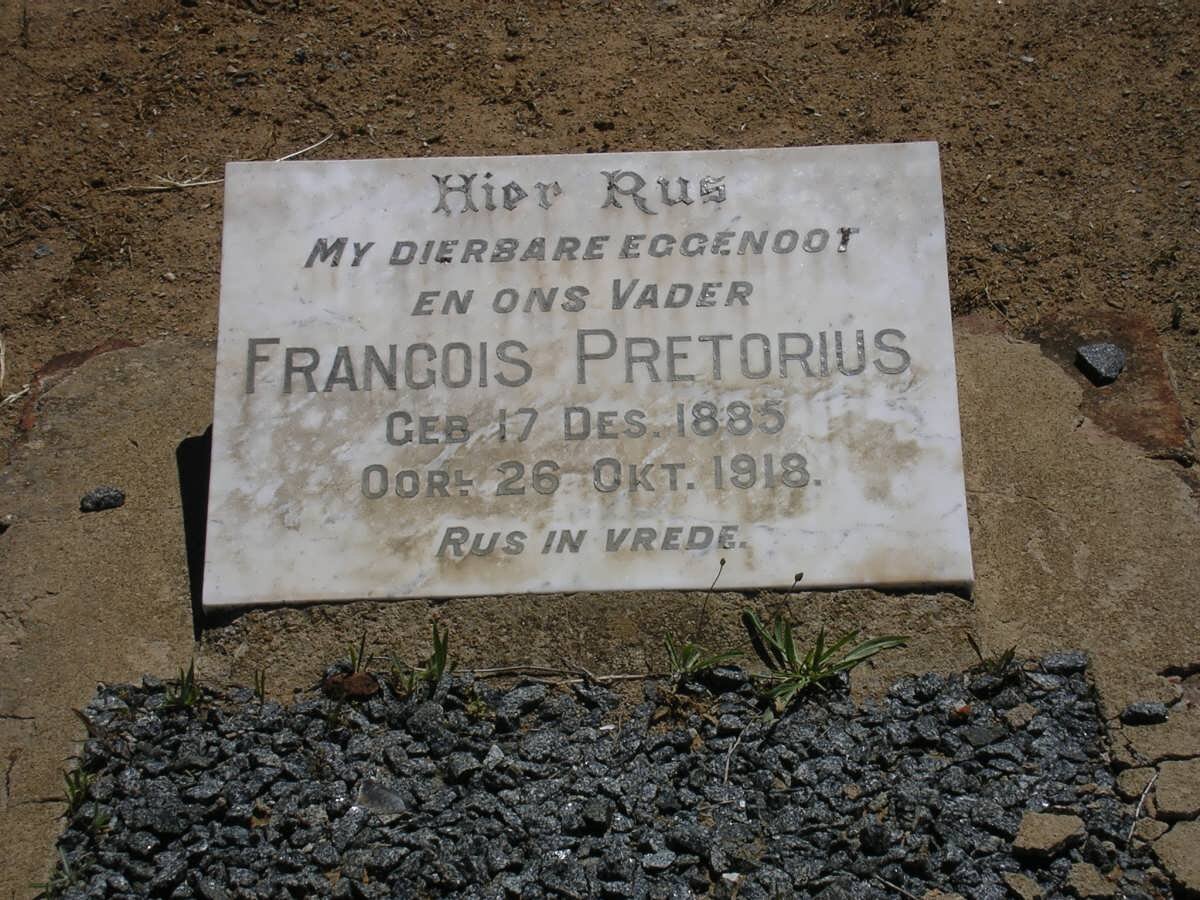 Hier Rus
MY DIERBARE EGGENOOT
EN ONS VADER
FRANCOIS PRETORIUS
GEB 17 DES. 1885
OORL 26 OKT. 1918.
RUS IN VREDE.